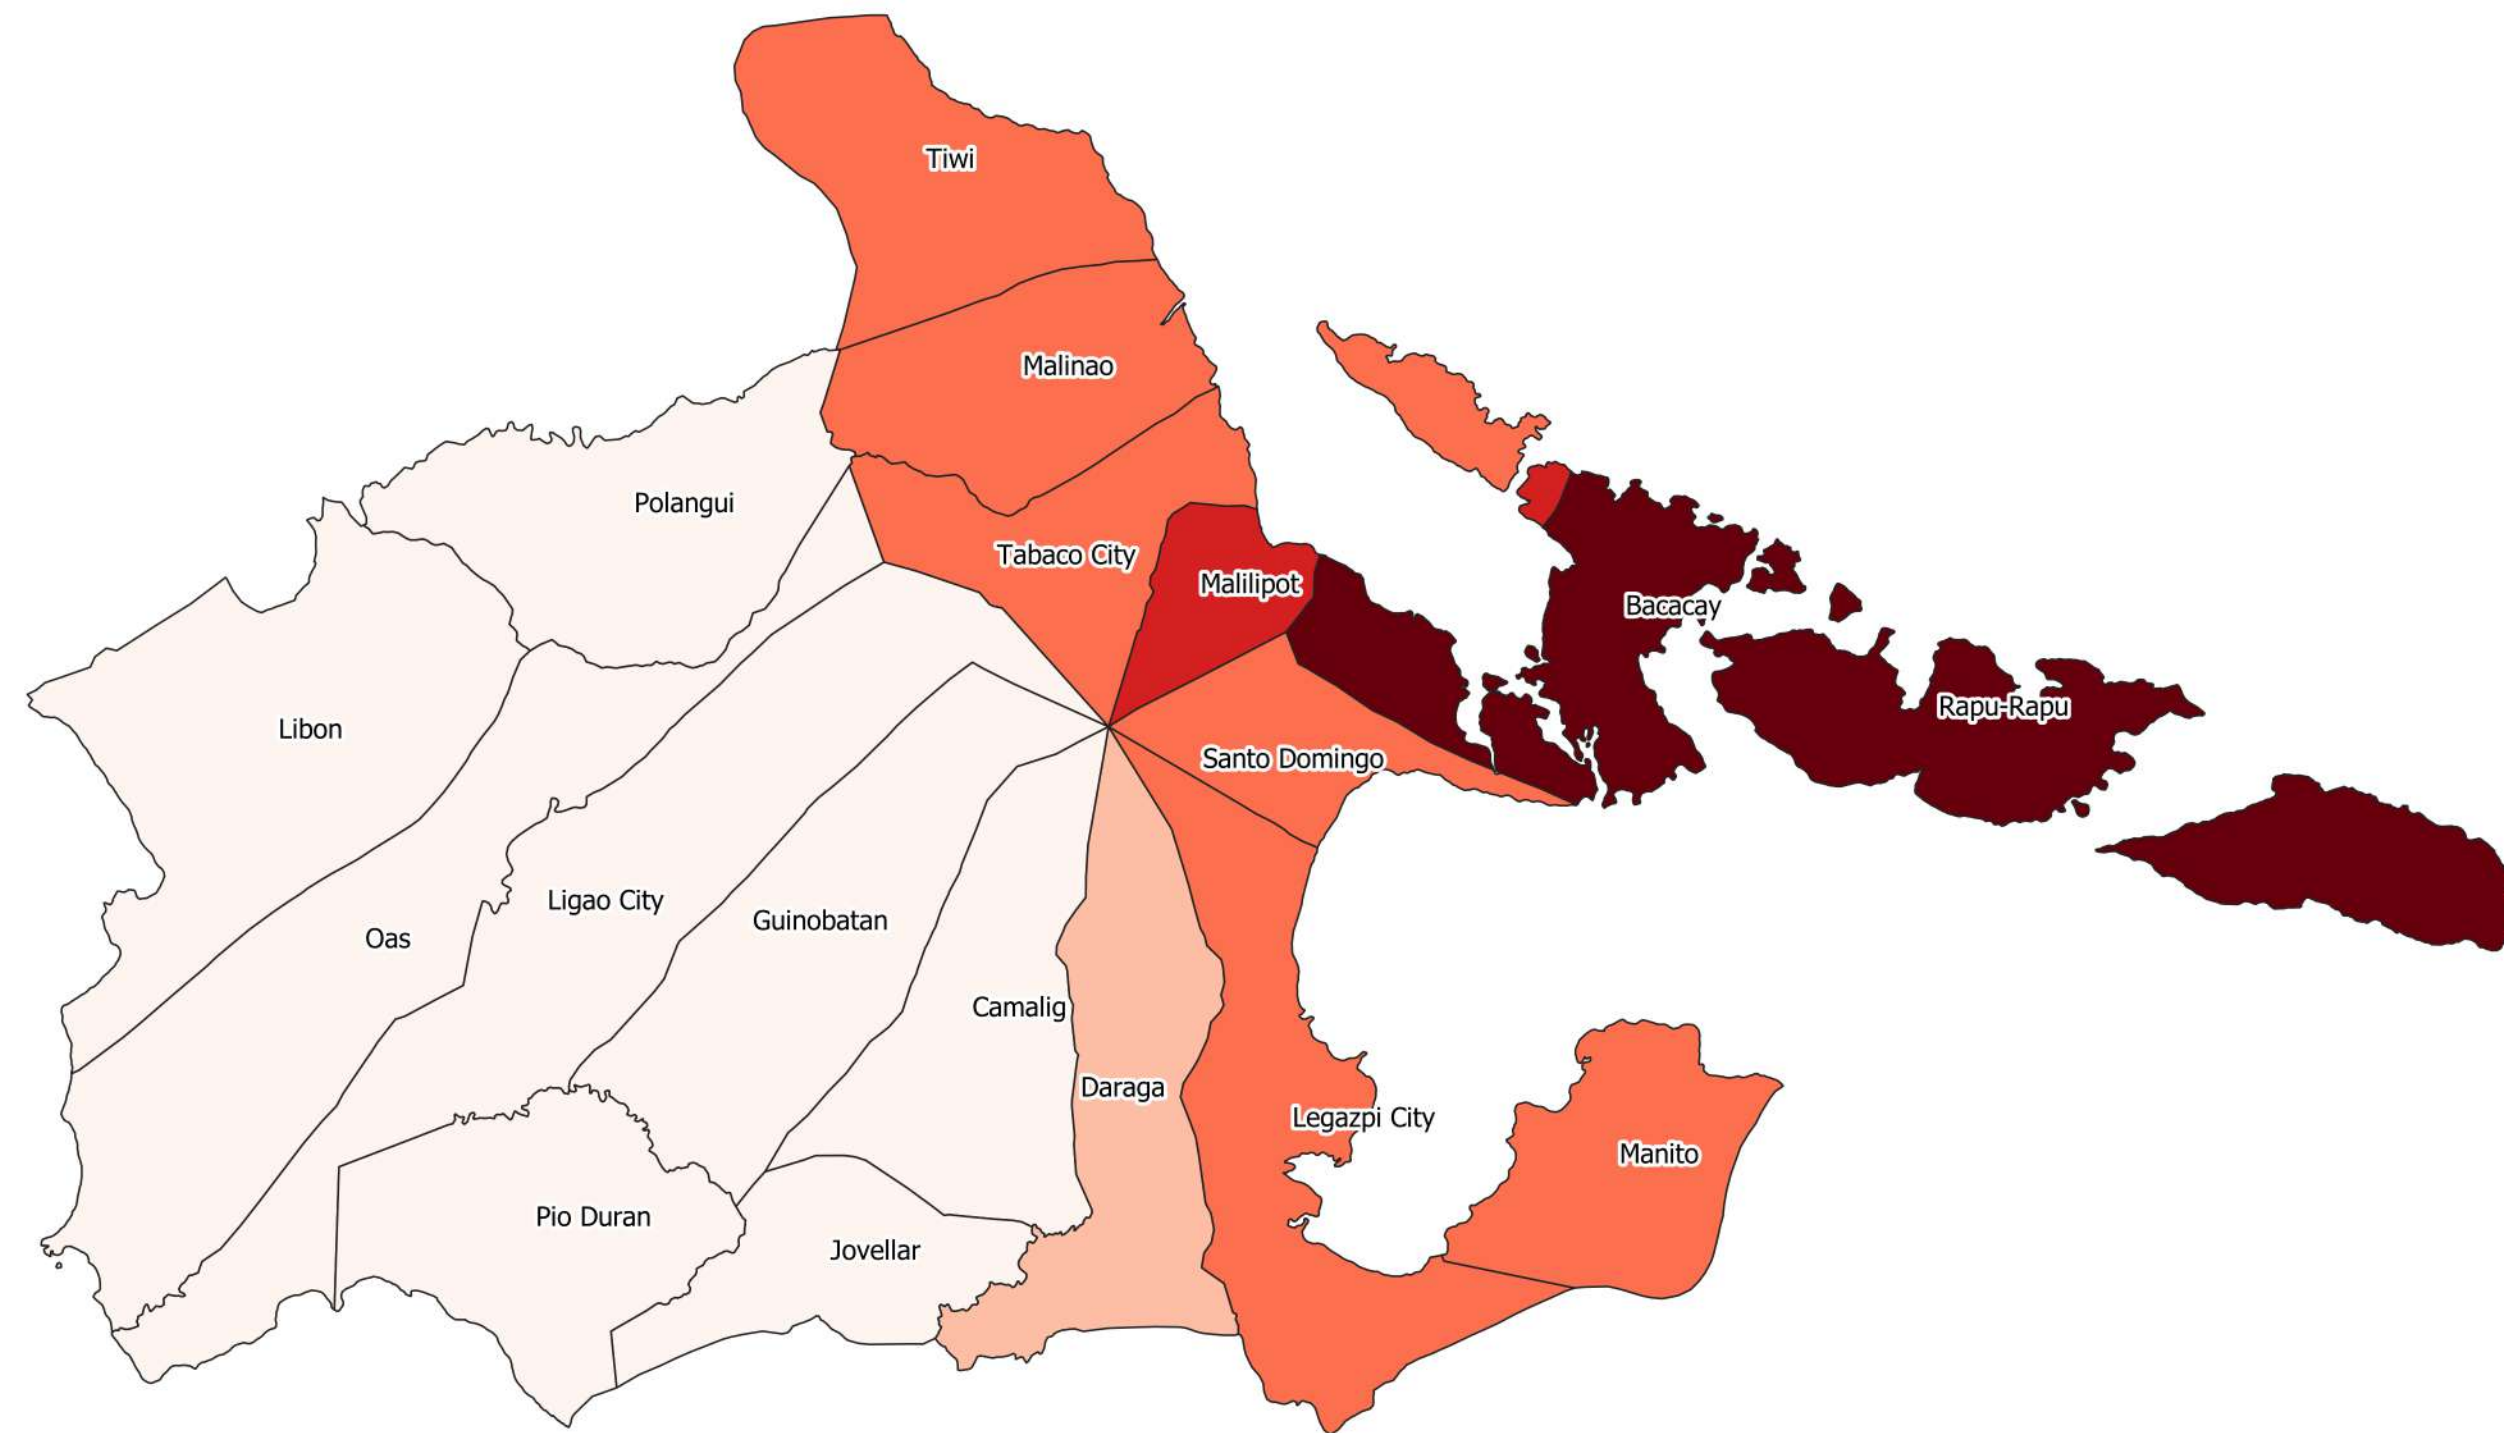 Tiwi
Malinao
Polangui
Tabaco City
Malilipot
Bacacay
Rapu-Rapu
Libon
Santo Domingo
Ligao City
Guinobatan
Oas
Camalig
Daraga
Legazpi City
Manito
Pio Duran
Jovellar